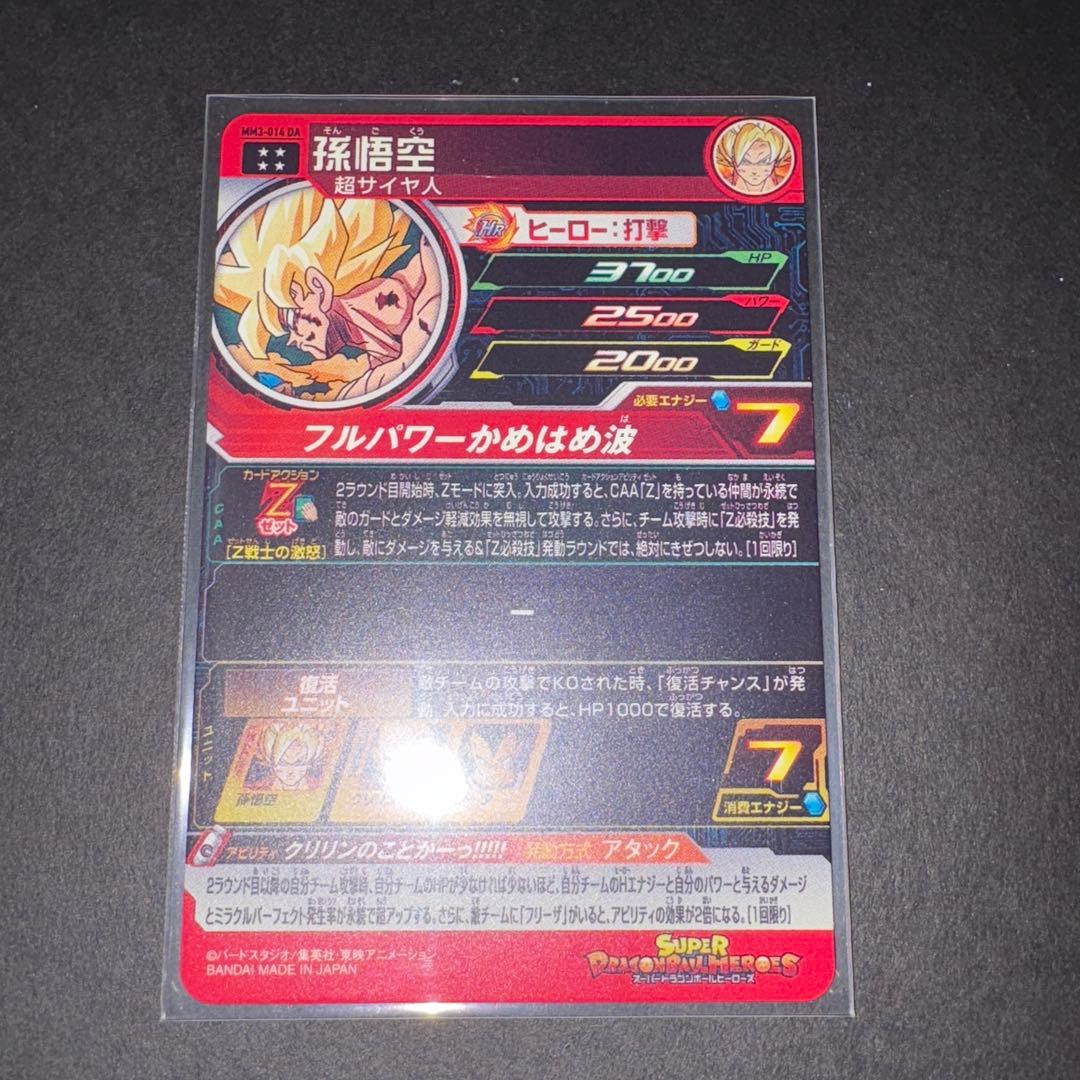 MM3-014 DA
孫悟空
そん ご くう
超サイヤ人
HR ヒーロー:打撃
HP
3700
パワー
2500
ガード
2000
必要エナジー
7
フルパワーかめはめ波
カードアクション
Z
ゼット
CAA
[Z戦士の激怒]
2ラウンド目開始時、Zモードに突入。入力成功すると、CAA「Z」を持っている仲間が永続で
敵のガードとダメージ軽減効果を無視して攻撃する。さらに、チーム攻撃時に「Z必殺技」を発
動し、敵にダメージを与える&「Z必殺技」発動ラウンドでは、絶対にきぜつしない。[1回限り]
ー
復活
ユニット
敵チームの攻撃でKOされた時、「復活チャンス」が発
動。入力に成功すると、HP1000で復活する。
ユニット
孫悟空
7
消費エナジー
アビリティ クリリンのことかーっ!!!!! 発動方式 アタック
2ラウンド目以降の自分チーム攻撃時、自分チームのHPが少なければ少ないほど、自分チームのHエナジーと自分のパワーと与えるダメージ
とミラクルパーフェクト発生率が永続で超アップする。さらに、敵チームに「フリーザ」がいると、アビリティの効果が2倍になる。[1回限り]
©バードスタジオ/集英社・東映アニメーション
BANDAI MADE IN JAPAN
SUPER
DRAGONBALL HEROES
スーパードラゴンボールヒーローズ